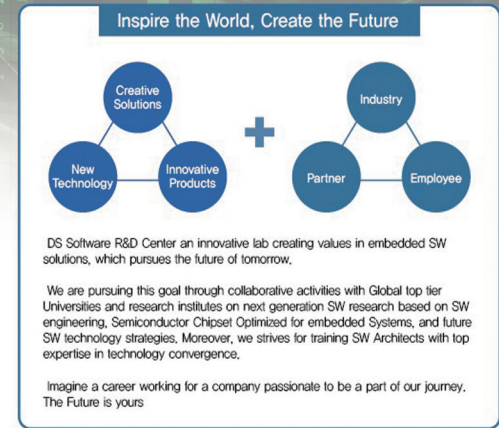 Inspire the World, Create the Future
Creative
Solutions
New
Technology
Innovative
Products
+
Industry
Partner
Employee
DS Software R&D Center an innovative lab creating values in embedded SW
solutions, which pursues the future of tomorrow.
We are pursuing this goal through collaborative activities with Global top tier
Universities and research institutes on next generation SW research based on SW
engineering, Semiconductor Chipset Optimized for embedded Systems, and future
SW technology strategies. Moreover, we strives for training SW Architects with top
expertise in technology convergence.
Imagine a career working for a company passionate to be a part of our journey.
The Future is yours